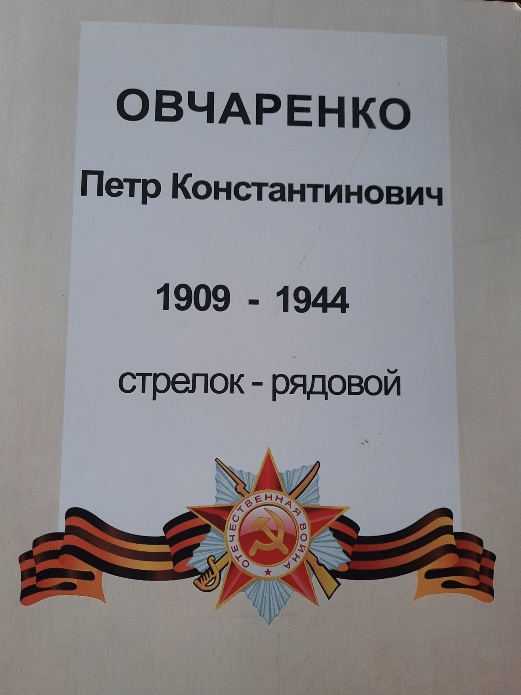 ОВЧАРЕНКО
Петр Константинович
1909 - 1944
стрелок - рядовой
ОТЕЧЕСТВЕННАЯ ВОЙНА